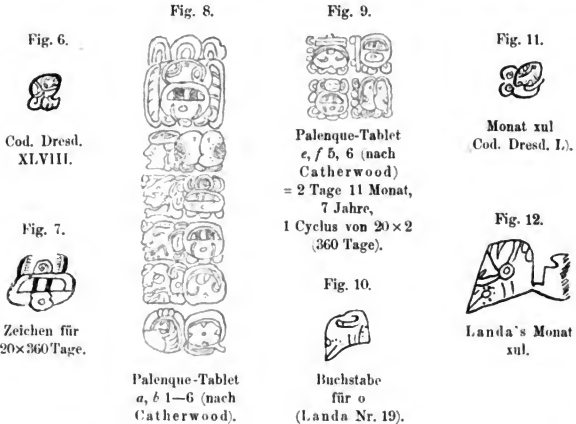 Fig. 6.
Cod. Dresd.
XLVIII.
Fig. 7.
Zeichen für
20×360 Tage.
Fig. 8.
Palenque-Tablet
a, b 1—6 (nach
Catherwood).
Fig. 9.
Palenque-Tablet
e, f 5, 6 (nach
Catherwood)
= 2 Tage 11 Monat,
7 Jahre,
1 Cyclus von 20×2
(360 Tage).
Fig. 10.
Buchstabe
für o
(Landa Nr. 19).
Fig. 11.
Monat xul
Cod. Dresd. L).
Fig. 12.
Landa's Monat
xul.